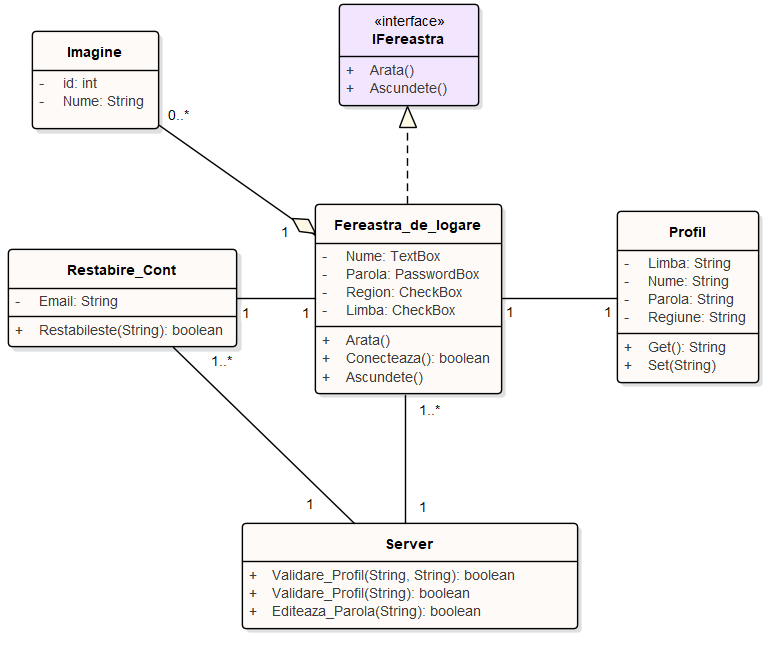 «interface»
IFereastra
+ Arata()
+ Ascundete()
Imagine
- id: int
- Nume: String
0..*
1
Fereastra_de_logare
- Nume: TextBox
- Parola: PasswordBox
- Region: CheckBox
- Limba: CheckBox
+ Arata()
+ Conecteaza(): boolean
+ Ascundete()
Profil
- Limba: String
- Nume: String
- Parola: String
- Regiune: String
+ Get(): String
+ Set(String)
Restabire_Cont
- Email: String
+ Restabileste(String): boolean
1
1
1
1
1..*
1..*
1
1
Server
+ Validare_Profil(String, String): boolean
+ Validare_Profil(String): boolean
+ Editeaza_Parola(String): boolean